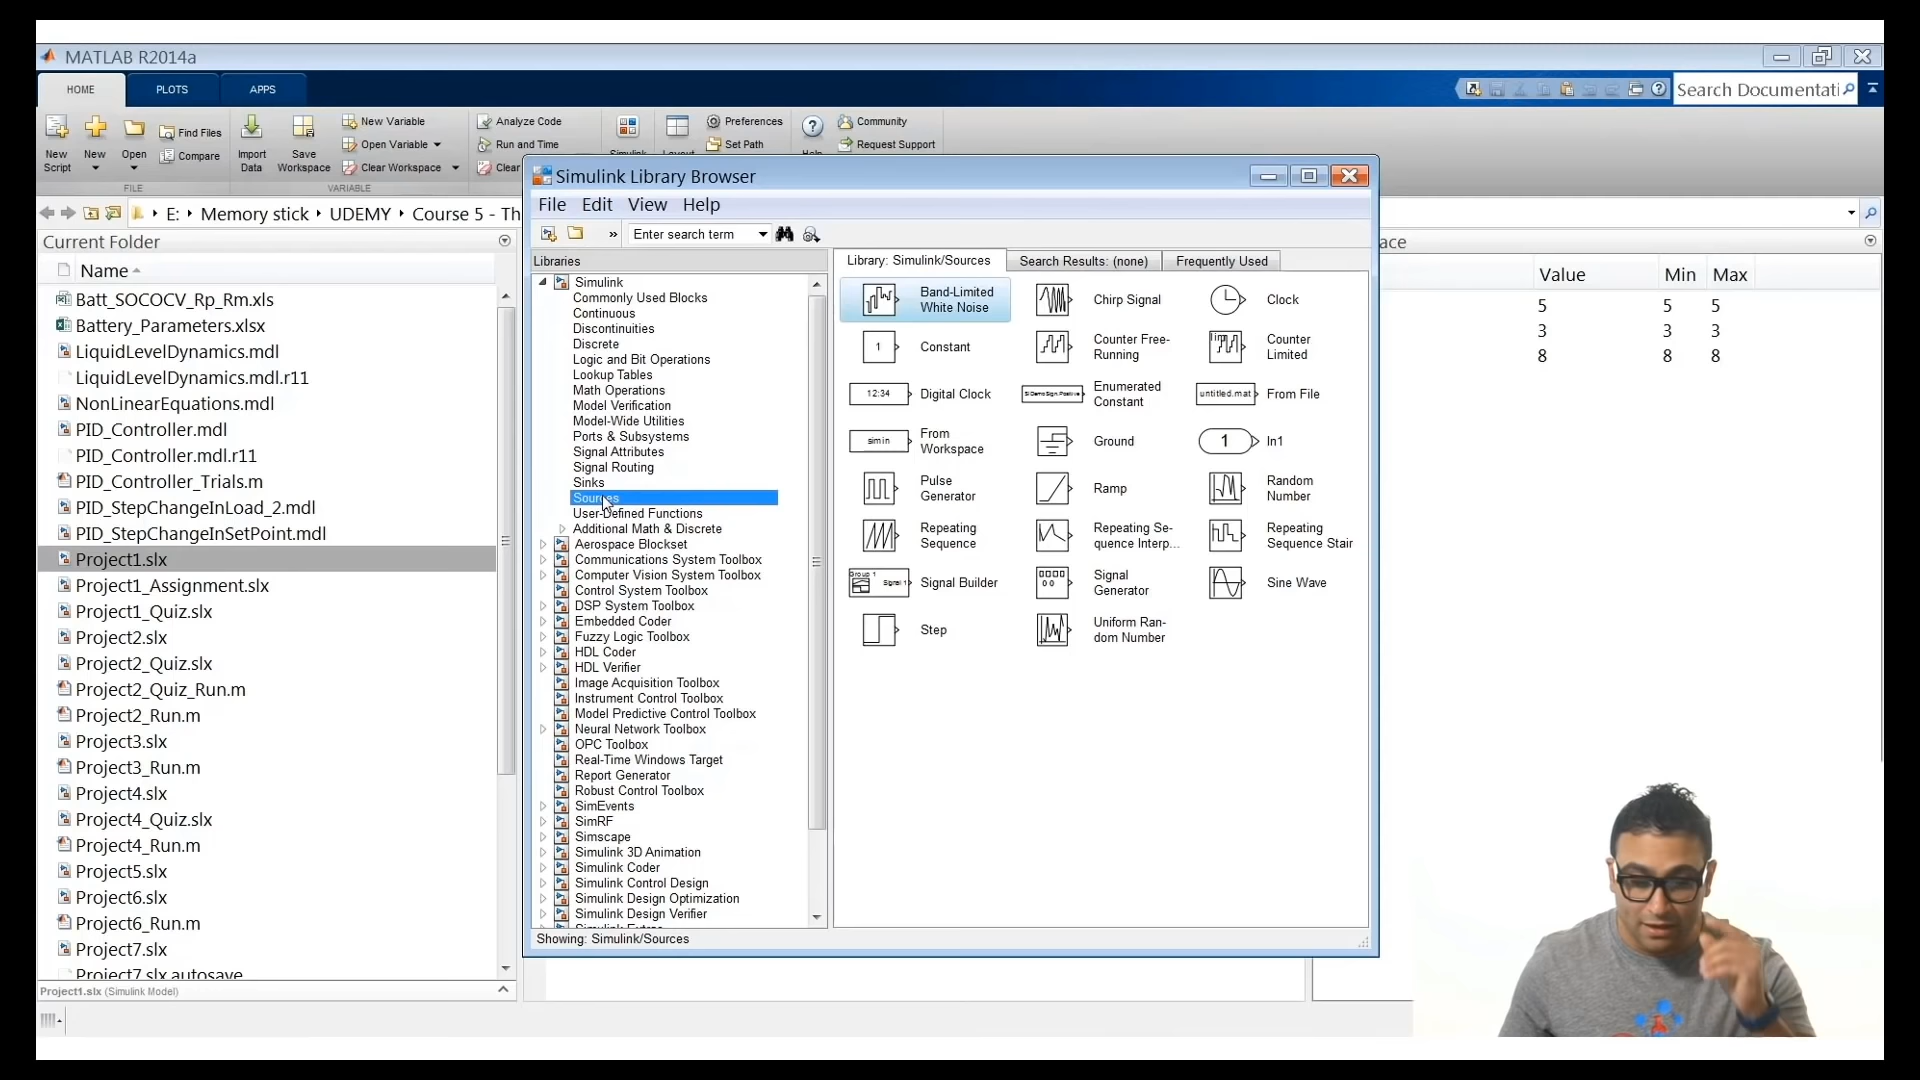 MATLAB R2014a
HOME
PLOTS
APPS
Search Documentati
New Script
New
Open
Find Files
Compare
Import Data
Save Workspace
New Variable
Open Variable
Clear Workspace
Analyze Code
Run and Time
Clear
Preferences
Set Path
Community
Request Support
FILE
VARIABLE
E: Memory stick UDEMY Course 5 - Th
Current Folder
Name
Batt_SOCOCV_Rp_Rm.xls
Battery_Parameters.xlsx
LiquidLevelDynamics.mdl
LiquidLevelDynamics.mdl.r11
NonLinearEquations.mdl
PID_Controller.mdl
PID_Controller.mdl.r11
PID_Controller_Trials.m
PID_StepChangeInLoad_2.mdl
PID_StepChangeInSetPoint.mdl
Project1.slx
Project1_Assignment.slx
Project1_Quiz.slx
Project2.slx
Project2_Quiz.slx
Project2_Quiz_Run.m
Project2_Run.m
Project3.slx
Project3_Run.m
Project4.slx
Project4_Quiz.slx
Project4_Run.m
Project5.slx
Project6.slx
Project6_Run.m
Project7.slx
Project7.slx.autosave
Project1.slx (Simulink Model)
Simulink Library Browser
File Edit View Help
» Enter search term
Libraries
Simulink
Commonly Used Blocks
Continuous
Discontinuities
Discrete
Logic and Bit Operations
Lookup Tables
Math Operations
Model Verification
Model-Wide Utilities
Ports & Subsystems
Signal Attributes
Signal Routing
Sinks
Sources
User-Defined Functions
Additional Math & Discrete
Aerospace Blockset
Communications System Toolbox
Computer Vision System Toolbox
Control System Toolbox
DSP System Toolbox
Embedded Coder
Fuzzy Logic Toolbox
HDL Coder
HDL Verifier
Image Acquisition Toolbox
Instrument Control Toolbox
Model Predictive Control Toolbox
Neural Network Toolbox
OPC Toolbox
Real-Time Windows Target
Report Generator
Robust Control Toolbox
SimEvents
SimRF
Simscape
Simulink 3D Animation
Simulink Coder
Simulink Control Design
Simulink Design Optimization
Simulink Design Verifier
Showing: Simulink/Sources
Library: Simulink/Sources
Search Results: (none)
Frequently Used
Band-Limited
White Noise
Chirp Signal
Clock
1
Constant
Counter Free-
Running
Counter
Limited
12:34
Digital Clock
Enumerated
Constant
untitled.mat
From File
simin
From
Workspace
Ground
1
In1
Pulse
Generator
Ramp
Random
Number
Repeating
Sequence
Repeating Se-
quence Interp...
Repeating
Sequence Stair
Group 1
Signal 1
Signal Builder
Signal
Generator
Sine Wave
Step
Uniform Ran-
dom Number
ace
Value Min Max
5 5 5
3 3 3
8 8 8